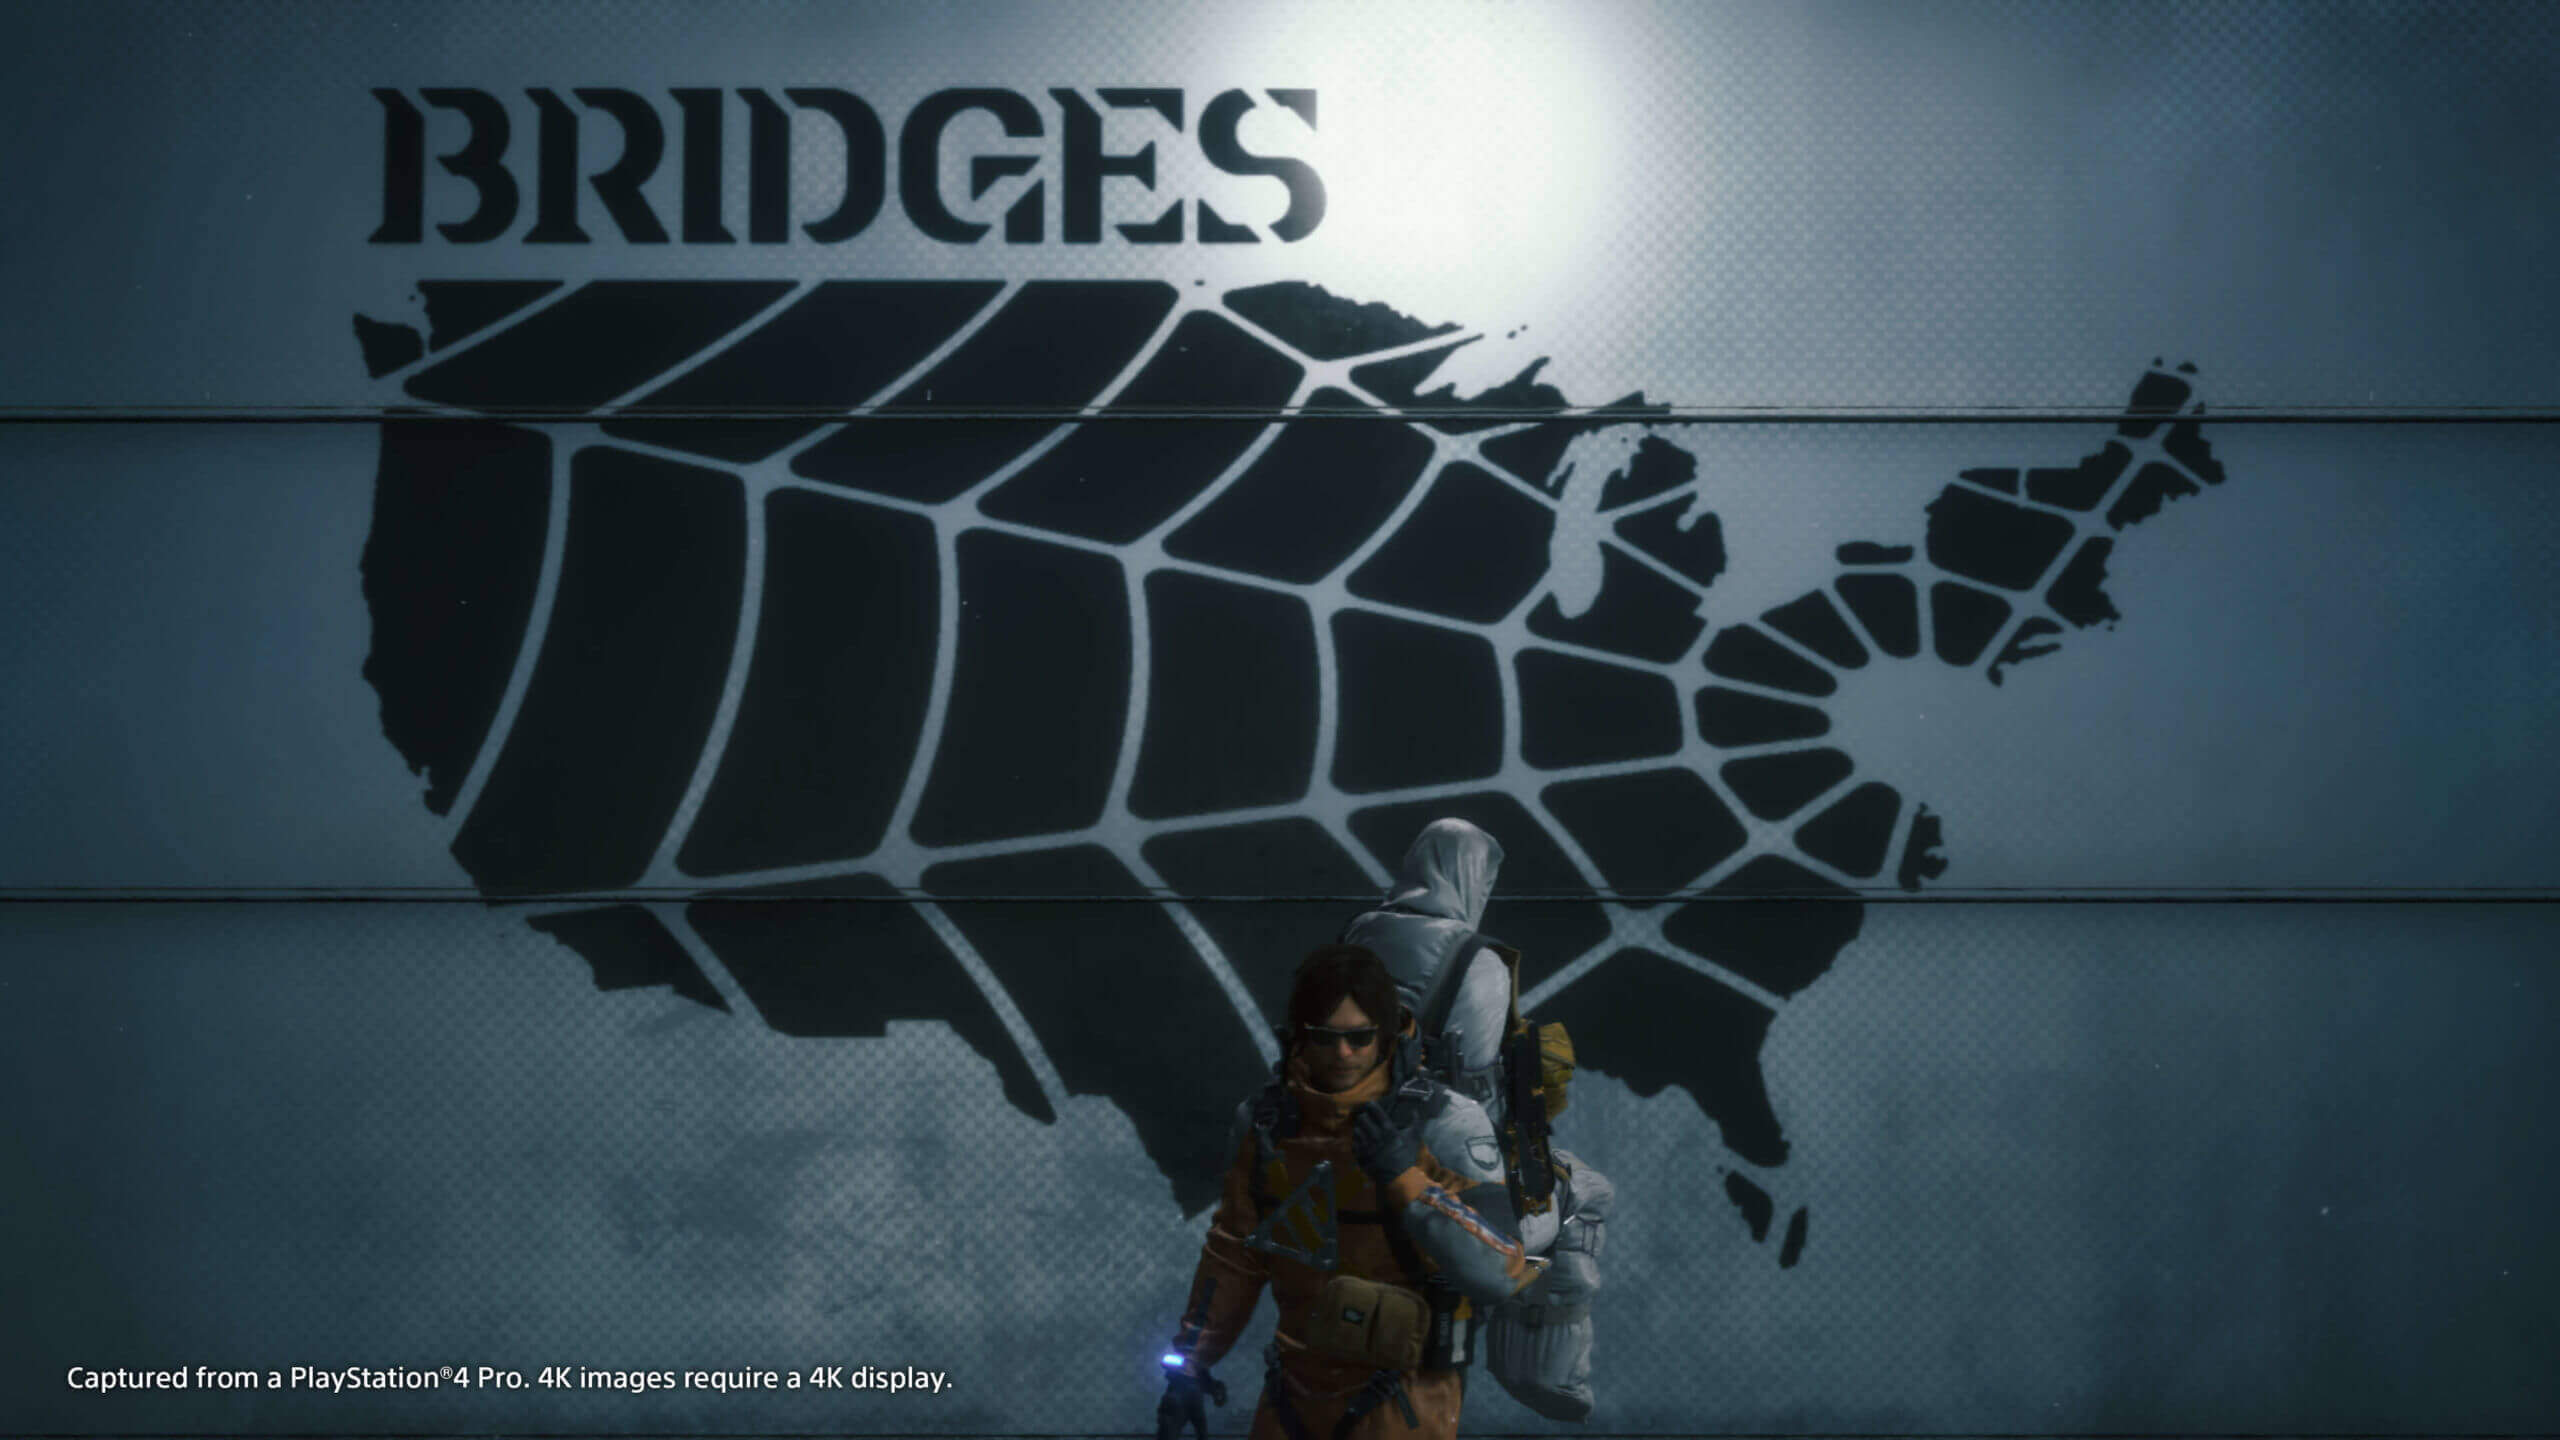 BRIDGES
Captured from a PlayStation®4 Pro. 4K images require a 4K display.